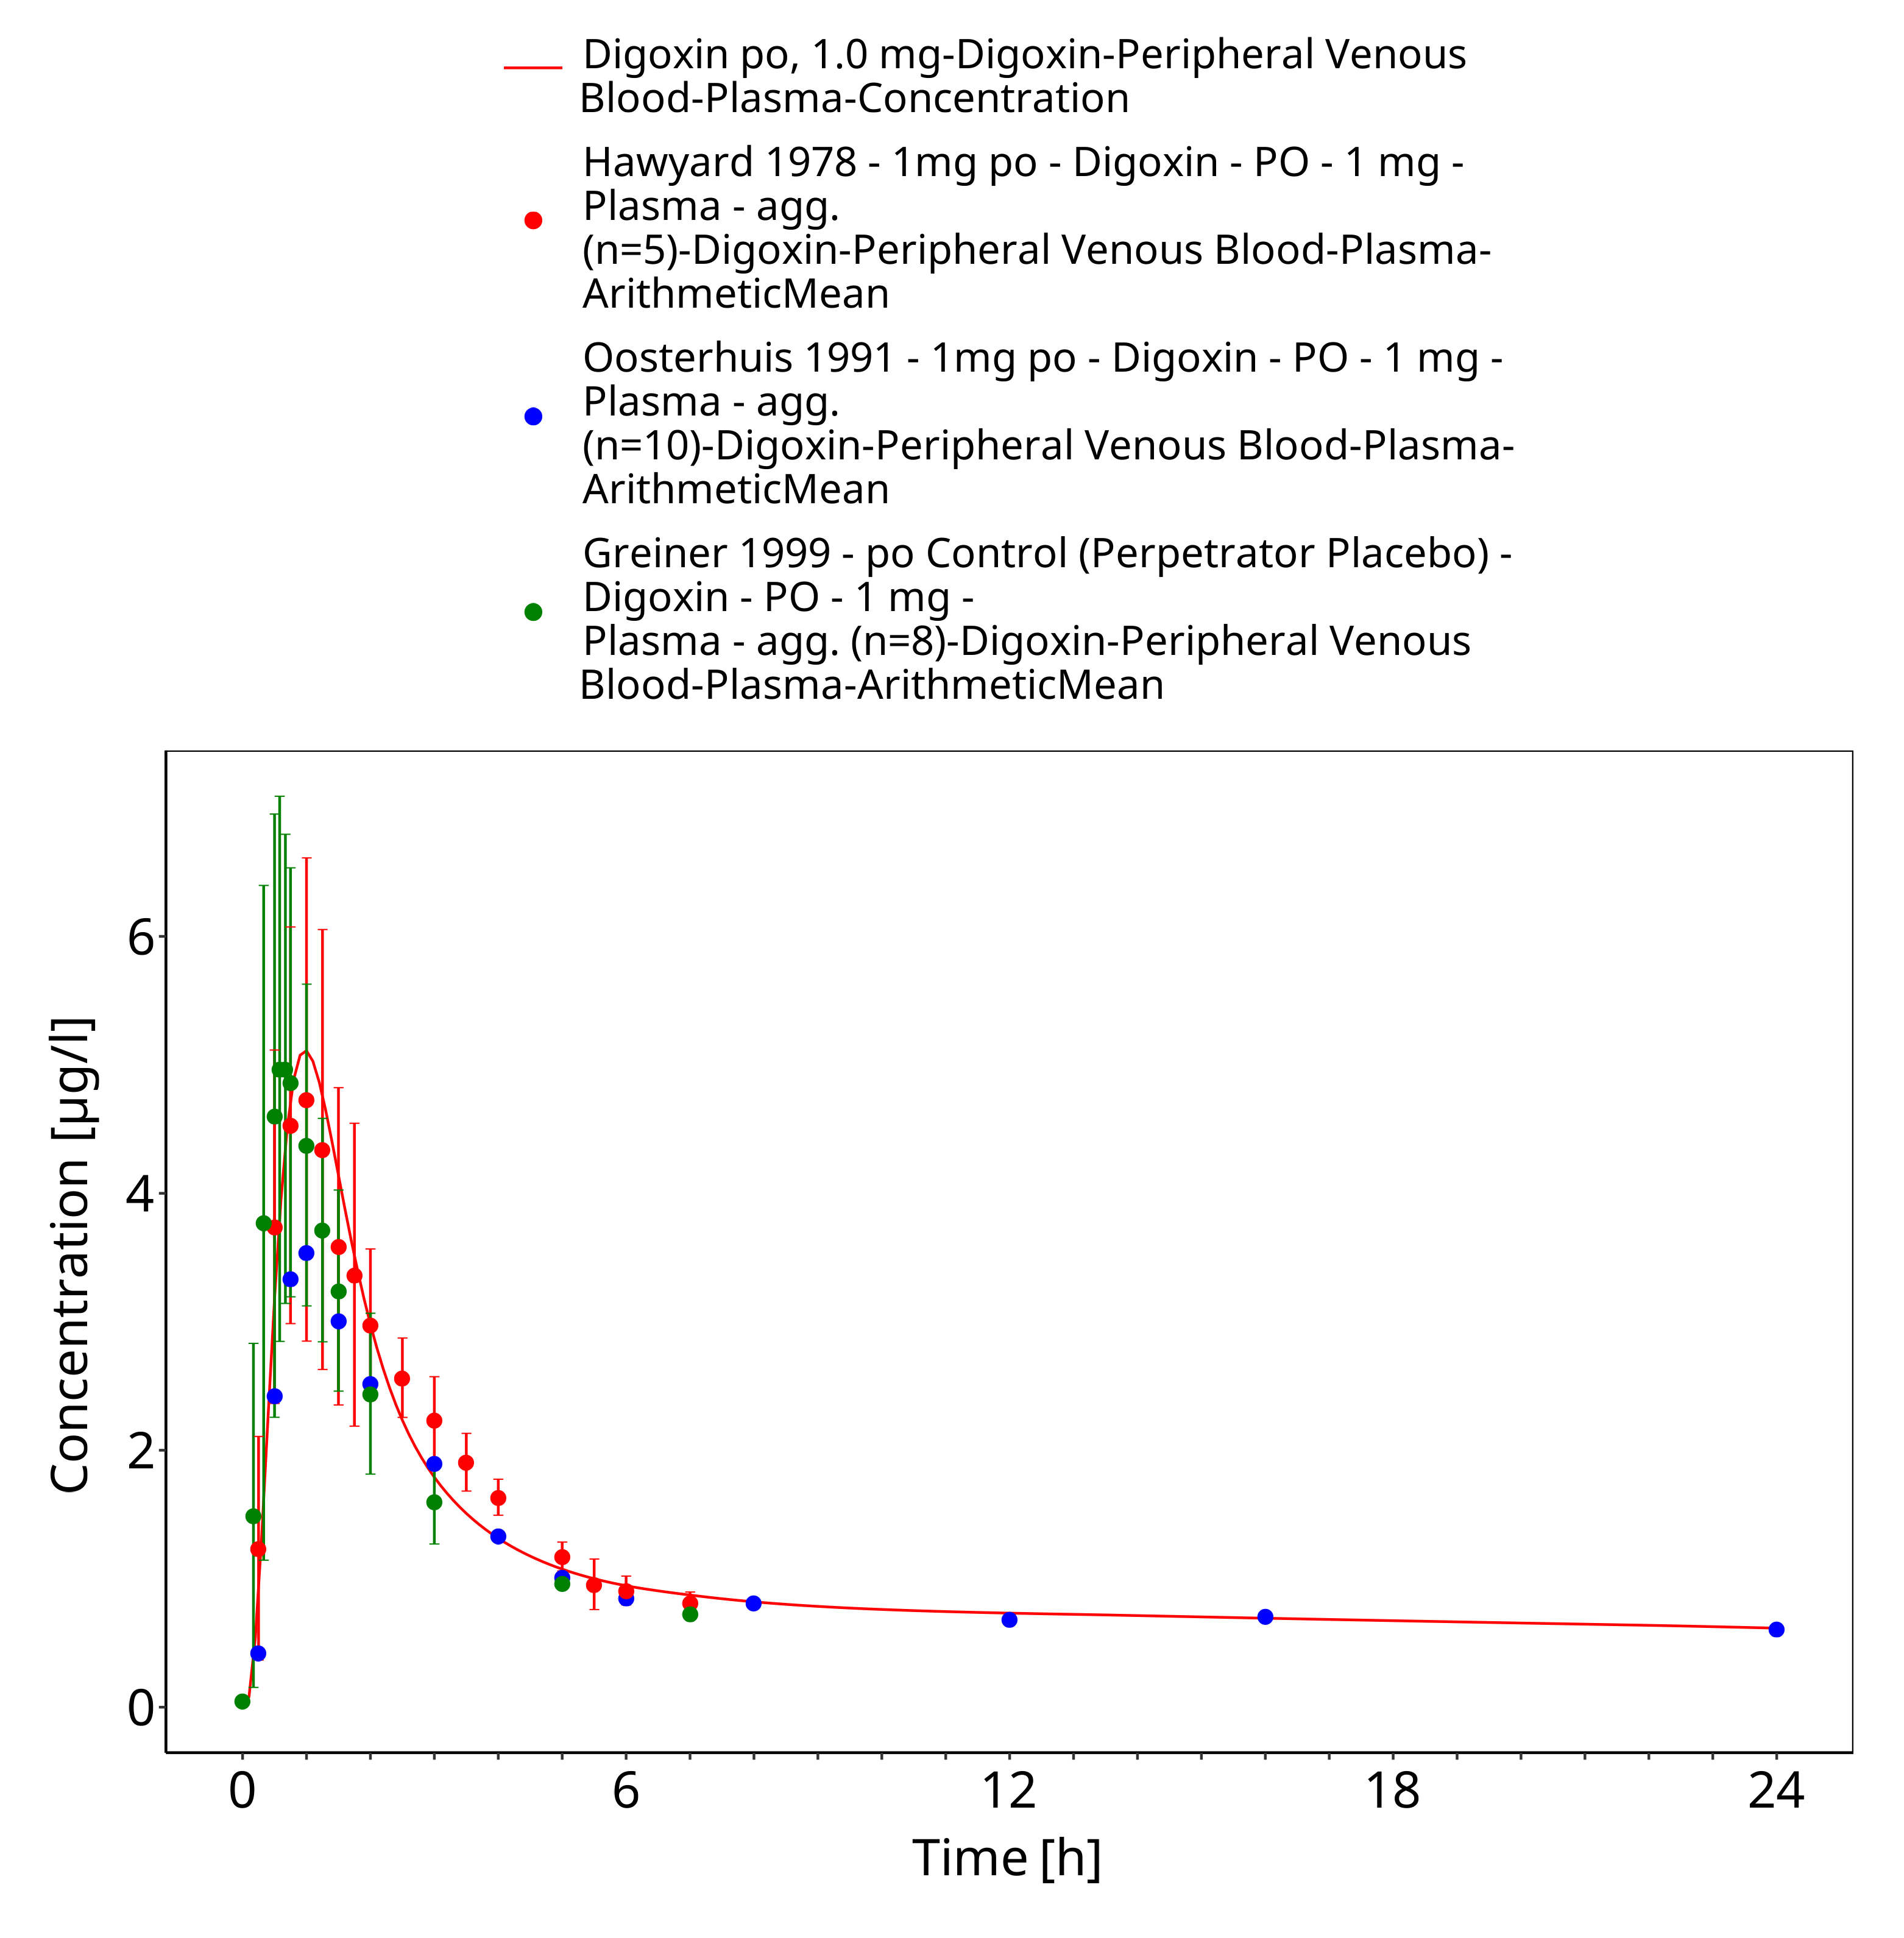 Digoxin po, 1.0 mg-Digoxin-Peripheral Venous
Blood-Plasma-Concentration
Hawyard 1978 - 1mg po - Digoxin - PO - 1 mg -
Plasma - agg.
(n=5)-Digoxin-Peripheral Venous Blood-Plasma-
ArithmeticMean
Oosterhuis 1991 - 1mg po - Digoxin - PO - 1 mg -
Plasma - agg.
(n=10)-Digoxin-Peripheral Venous Blood-Plasma-
ArithmeticMean
Greiner 1999 - po Control (Perpetrator Placebo) -
Digoxin - PO - 1 mg -
Plasma - agg. (n=8)-Digoxin-Peripheral Venous
Blood-Plasma-ArithmeticMean
Concentration [µg/l]
6
4
2
0
0 6 12 18 24
Time [h]